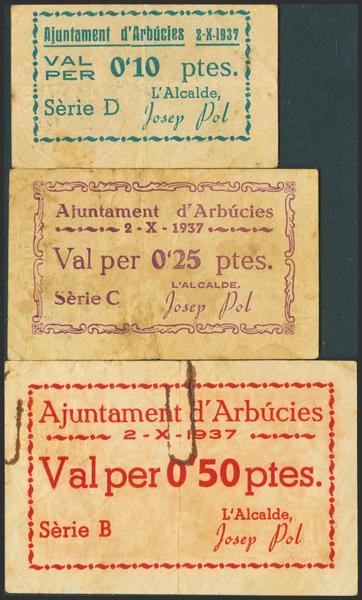 Ajuntament d'Arbúcies 2-X-1937
VAL PER 0'10 ptes.
Sèrie D
L'Alcalde,
Josep Pol
Ajuntament d'Arbúcies
2-X-1937
Val per 0'25 ptes.
Sèrie C
L'ALCALDE.
Josep Pol
Ajuntament d'Arbúcies
2-X-1937
Val per 0'50 ptes.
Sèrie B
L'Alcalde,
Josep Pol